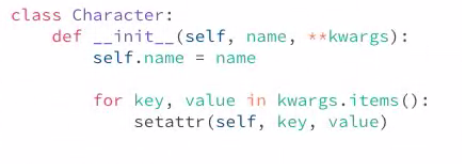 class Character:
    def __init__(self, name, **kwargs):
        self.name = name

        for key, value in kwargs.items():
            setattr(self, key, value)